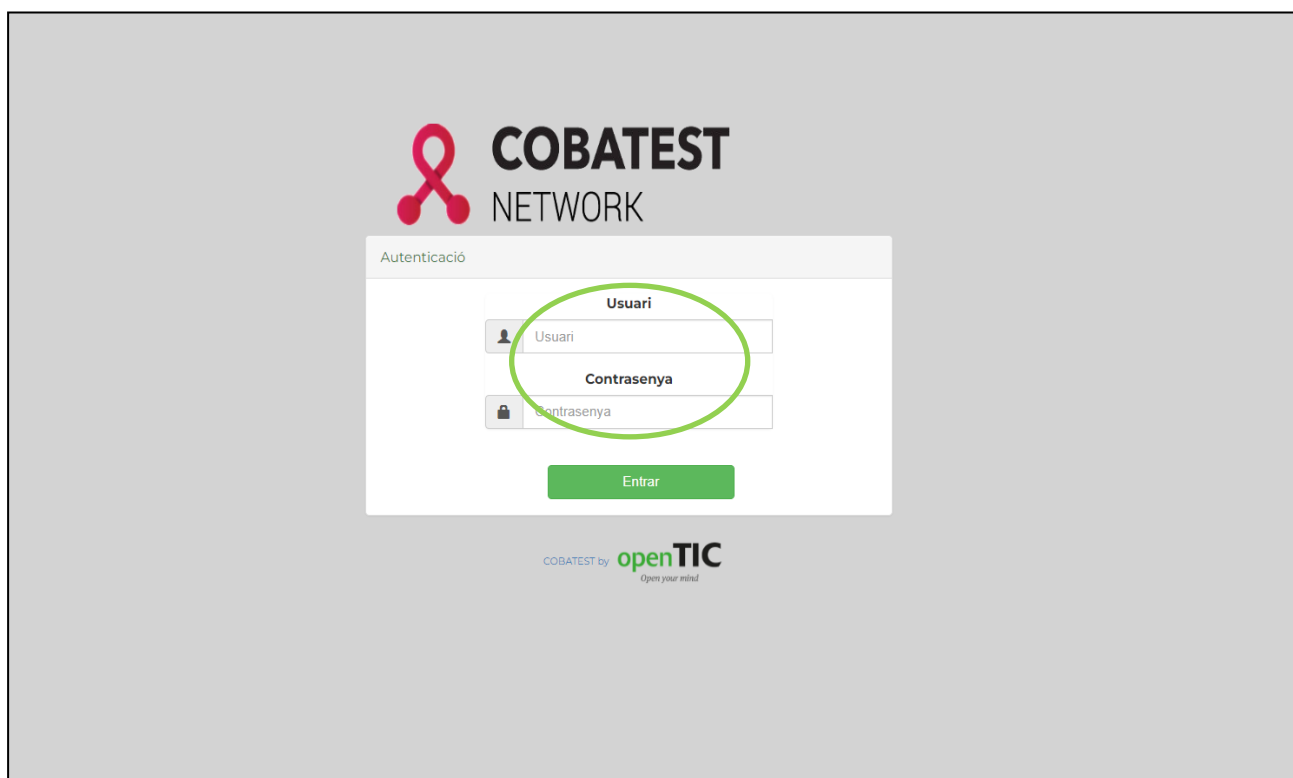 COBATEST
NETWORK
Autenticació
Usuari
Usuari
Contrasenya
Contrasenya
Entrar
COBATEST by openTIC
Open your mind